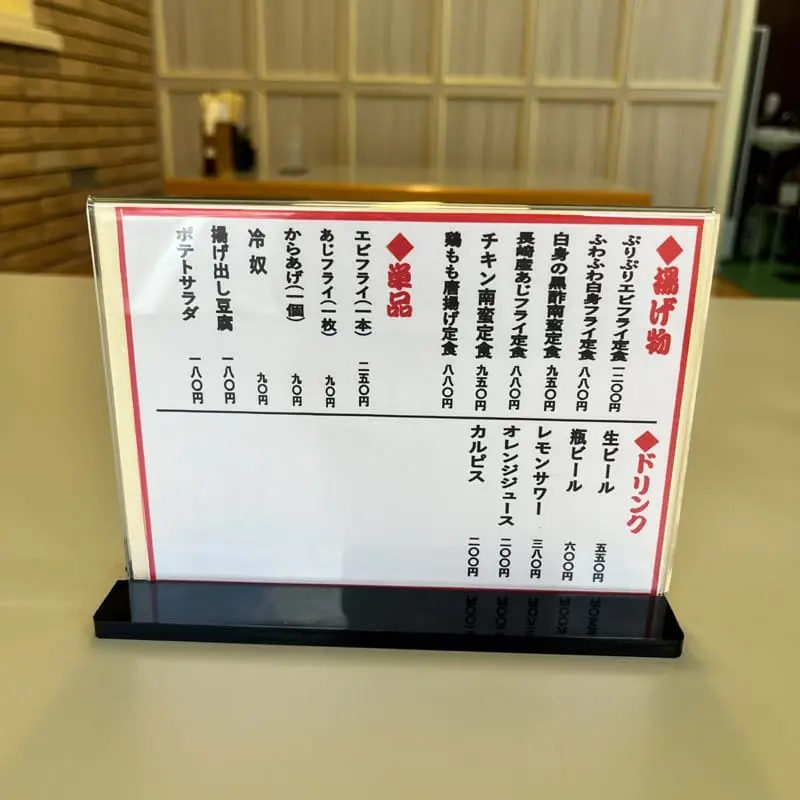 ◆揚げ物
ぷりぷりエビフライ定食
ふわふわ白身フライ定食 八八〇円
白身の黒酢南蛮定食 九五〇円
長崎産あじフライ定食 八八〇円
チキン南蛮定食 九五〇円
鶏もも唐揚げ定食 八八〇円
◆単品
エビフライ(一本) 二五〇円
あじフライ(一枚) 九〇円
からあげ(一個) 九〇円
冷奴 九〇円
揚げ出し豆腐 一八〇円
ポテトサラダ 一八〇円
◆ドリンク
生ビール 五五〇円
瓶ビール 六〇〇円
レモンサワー 三八〇円
オレンジジュース 二〇〇円
カルピス 二〇〇円